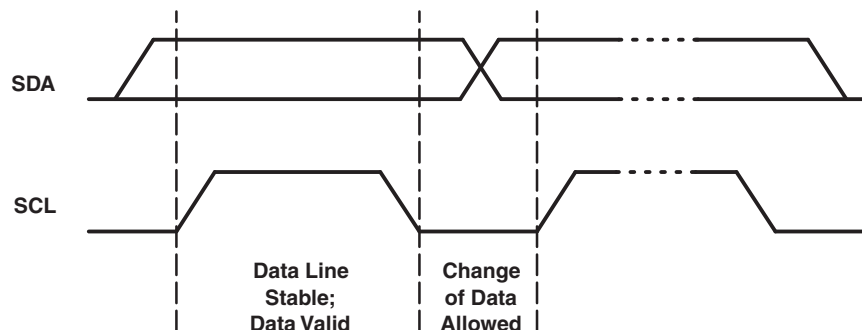 SDA
SCL
Data Line
Stable;
Data Valid
Change
of Data
Allowed